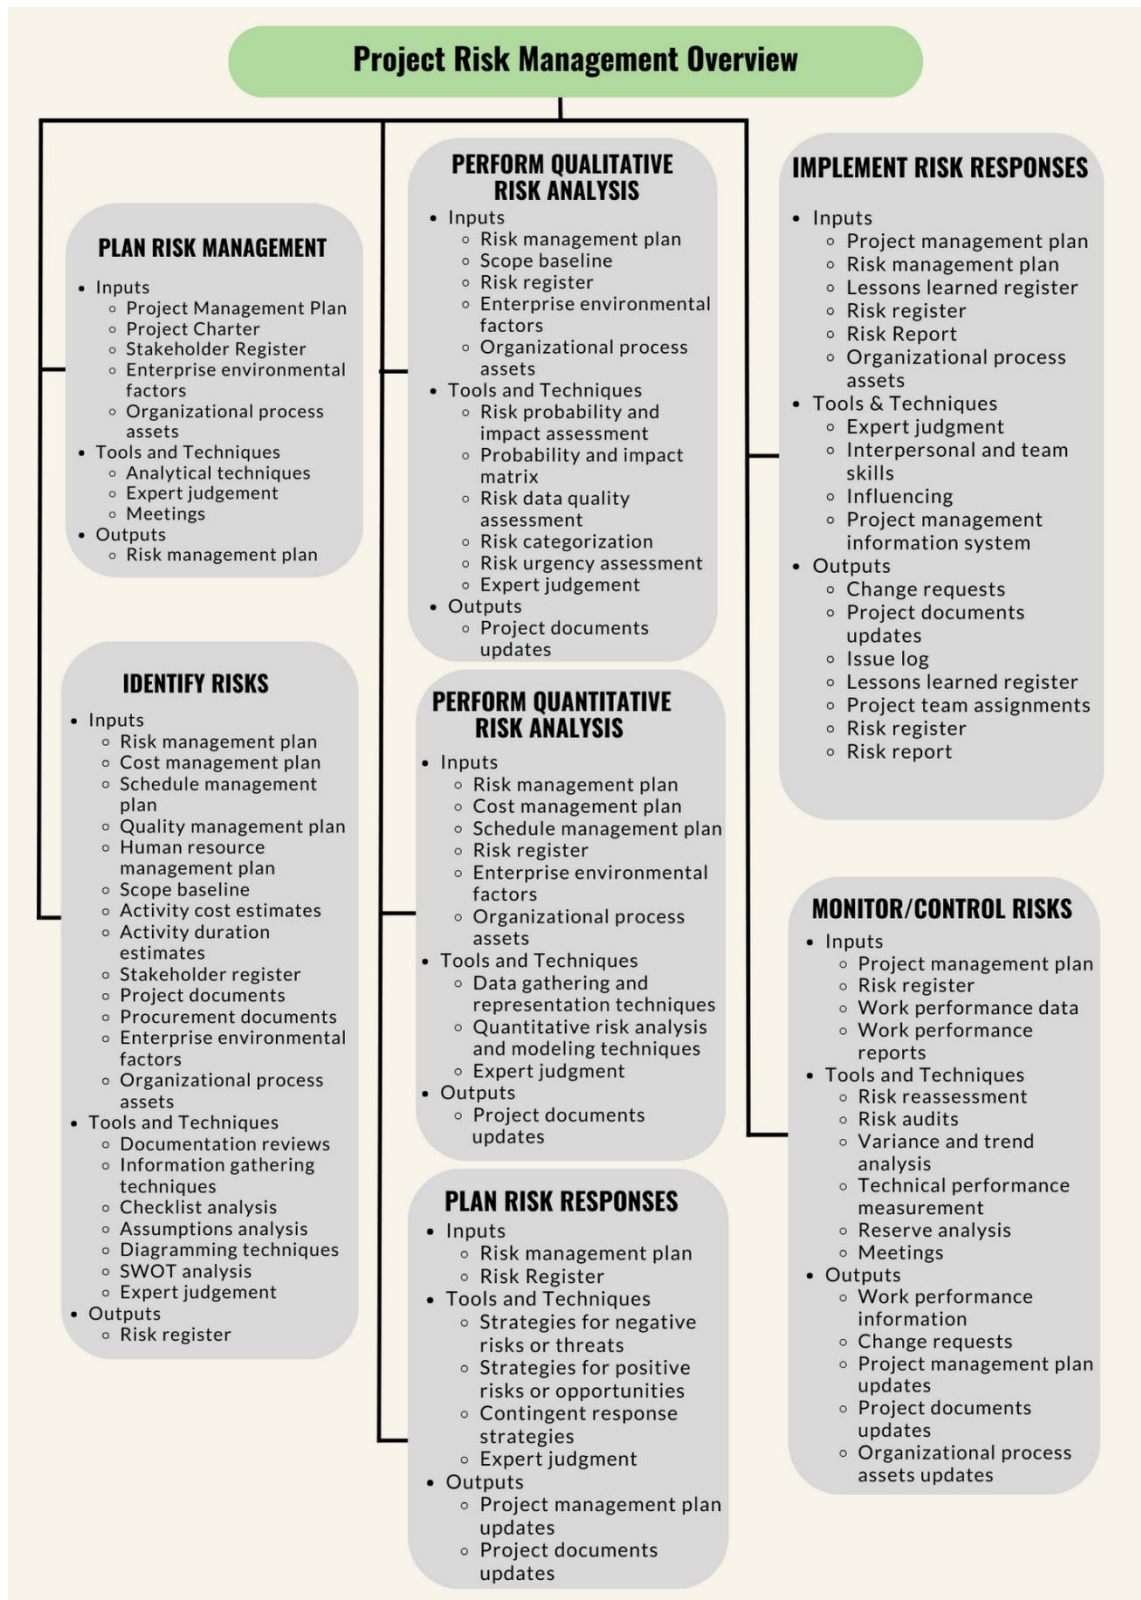 Project Risk Management Overview
PLAN RISK MANAGEMENT
Inputs
Project Management Plan
Project Charter
Stakeholder Register
Enterprise environmental
factors
Organizational process
assets
Tools and Techniques
Analytical techniques
Expert judgement
Meetings
Outputs
Risk management plan
IDENTIFY RISKS
Inputs
Risk management plan
Cost management plan
Schedule management
plan
Quality management plan
Human resource
management plan
Scope baseline
Activity cost estimates
Activity duration
estimates
Stakeholder register
Project documents
Procurement documents
Enterprise environmental
factors
Organizational process
assets
Tools and Techniques
Documentation reviews
Information gathering
techniques
Checklist analysis
Assumptions analysis
Diagramming techniques
SWOT analysis
Expert judgement
Outputs
Risk register
PERFORM QUALITATIVE
RISK ANALYSIS
Inputs
Risk management plan
Scope baseline
Risk register
Enterprise environmental
factors
Organizational process
assets
Tools and Techniques
Risk probability and
impact assessment
Probability and impact
matrix
Risk data quality
assessment
Risk categorization
Risk urgency assessment
Expert judgement
Outputs
Project documents
updates
PERFORM QUANTITATIVE
RISK ANALYSIS
Inputs
Risk management plan
Cost management plan
Schedule management plan
Risk register
Enterprise environmental
factors
Organizational process
assets
Tools and Techniques
Data gathering and
representation techniques
Quantitative risk analysis
and modeling techniques
Expert judgment
Outputs
Project documents
updates
PLAN RISK RESPONSES
Inputs
Risk management plan
Risk Register
Tools and Techniques
Strategies for negative
risks or threats
Strategies for positive
risks or opportunities
Contingent response
strategies
Expert judgment
Outputs
Project management plan
updates
Project documents
updates
IMPLEMENT RISK RESPONSES
Inputs
Project management plan
Risk management plan
Lessons learned register
Risk register
Risk Report
Organizational process
assets
Tools & Techniques
Expert judgment
Interpersonal and team
skills
Influencing
Project management
information system
Outputs
Change requests
Project documents
updates
Issue log
Lessons learned register
Project team assignments
Risk register
Risk report
MONITOR/CONTROL RISKS
Inputs
Project management plan
Risk register
Work performance data
Work performance
reports
Tools and Techniques
Risk reassessment
Risk audits
Variance and trend
analysis
Technical performance
measurement
Reserve analysis
Meetings
Outputs
Work performance
information
Change requests
Project management plan
updates
Project documents
updates
Organizational process
assets updates